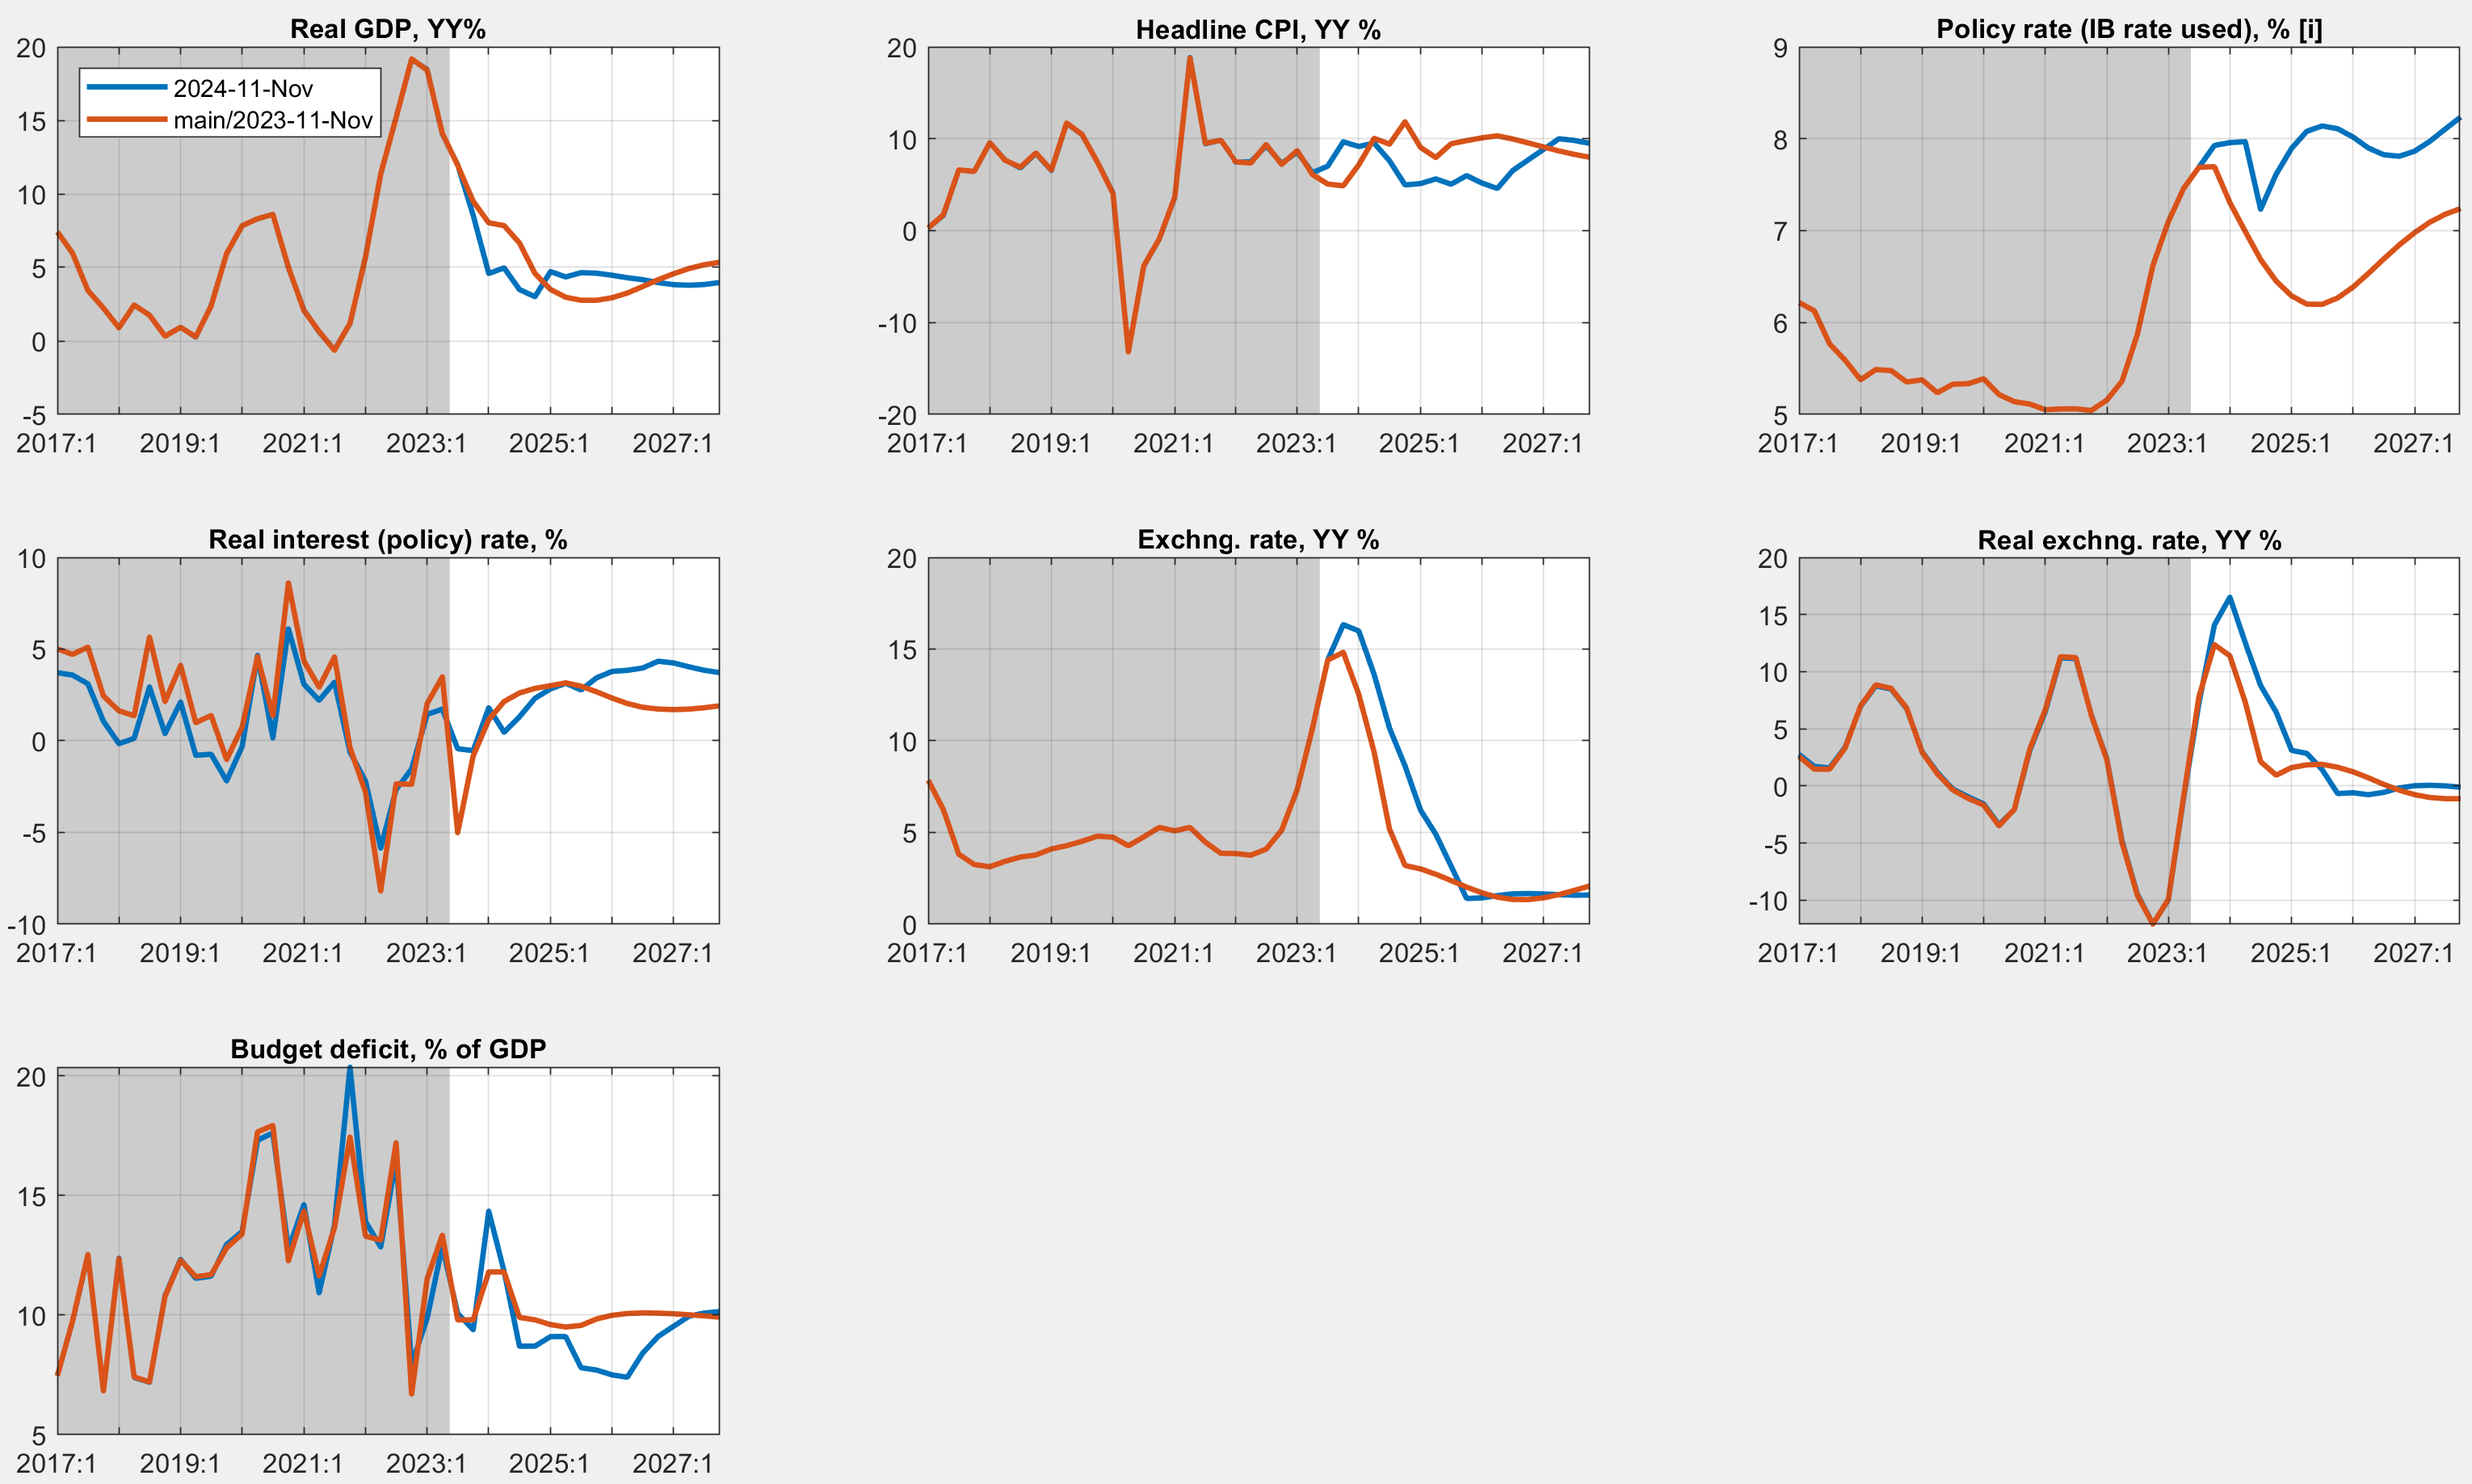 Real GDP, YY%
20
15
10
5
0
-5
2017:1 2019:1 2021:1 2023:1 2025:1 2027:1
2024-11-Nov
main/2023-11-Nov
Headline CPI, YY %
20
10
0
-10
-20
2017:1 2019:1 2021:1 2023:1 2025:1 2027:1
Policy rate (IB rate used), % [i]
9
8
7
6
5
2017:1 2019:1 2021:1 2023:1 2025:1 2027:1
Real interest (policy) rate, %
10
5
0
-5
-10
2017:1 2019:1 2021:1 2023:1 2025:1 2027:1
Exchng. rate, YY %
20
15
10
5
0
2017:1 2019:1 2021:1 2023:1 2025:1 2027:1
Real exchng. rate, YY %
20
15
10
5
0
-5
-10
2017:1 2019:1 2021:1 2023:1 2025:1 2027:1
Budget deficit, % of GDP
20
15
10
5
2017:1 2019:1 2021:1 2023:1 2025:1 2027:1